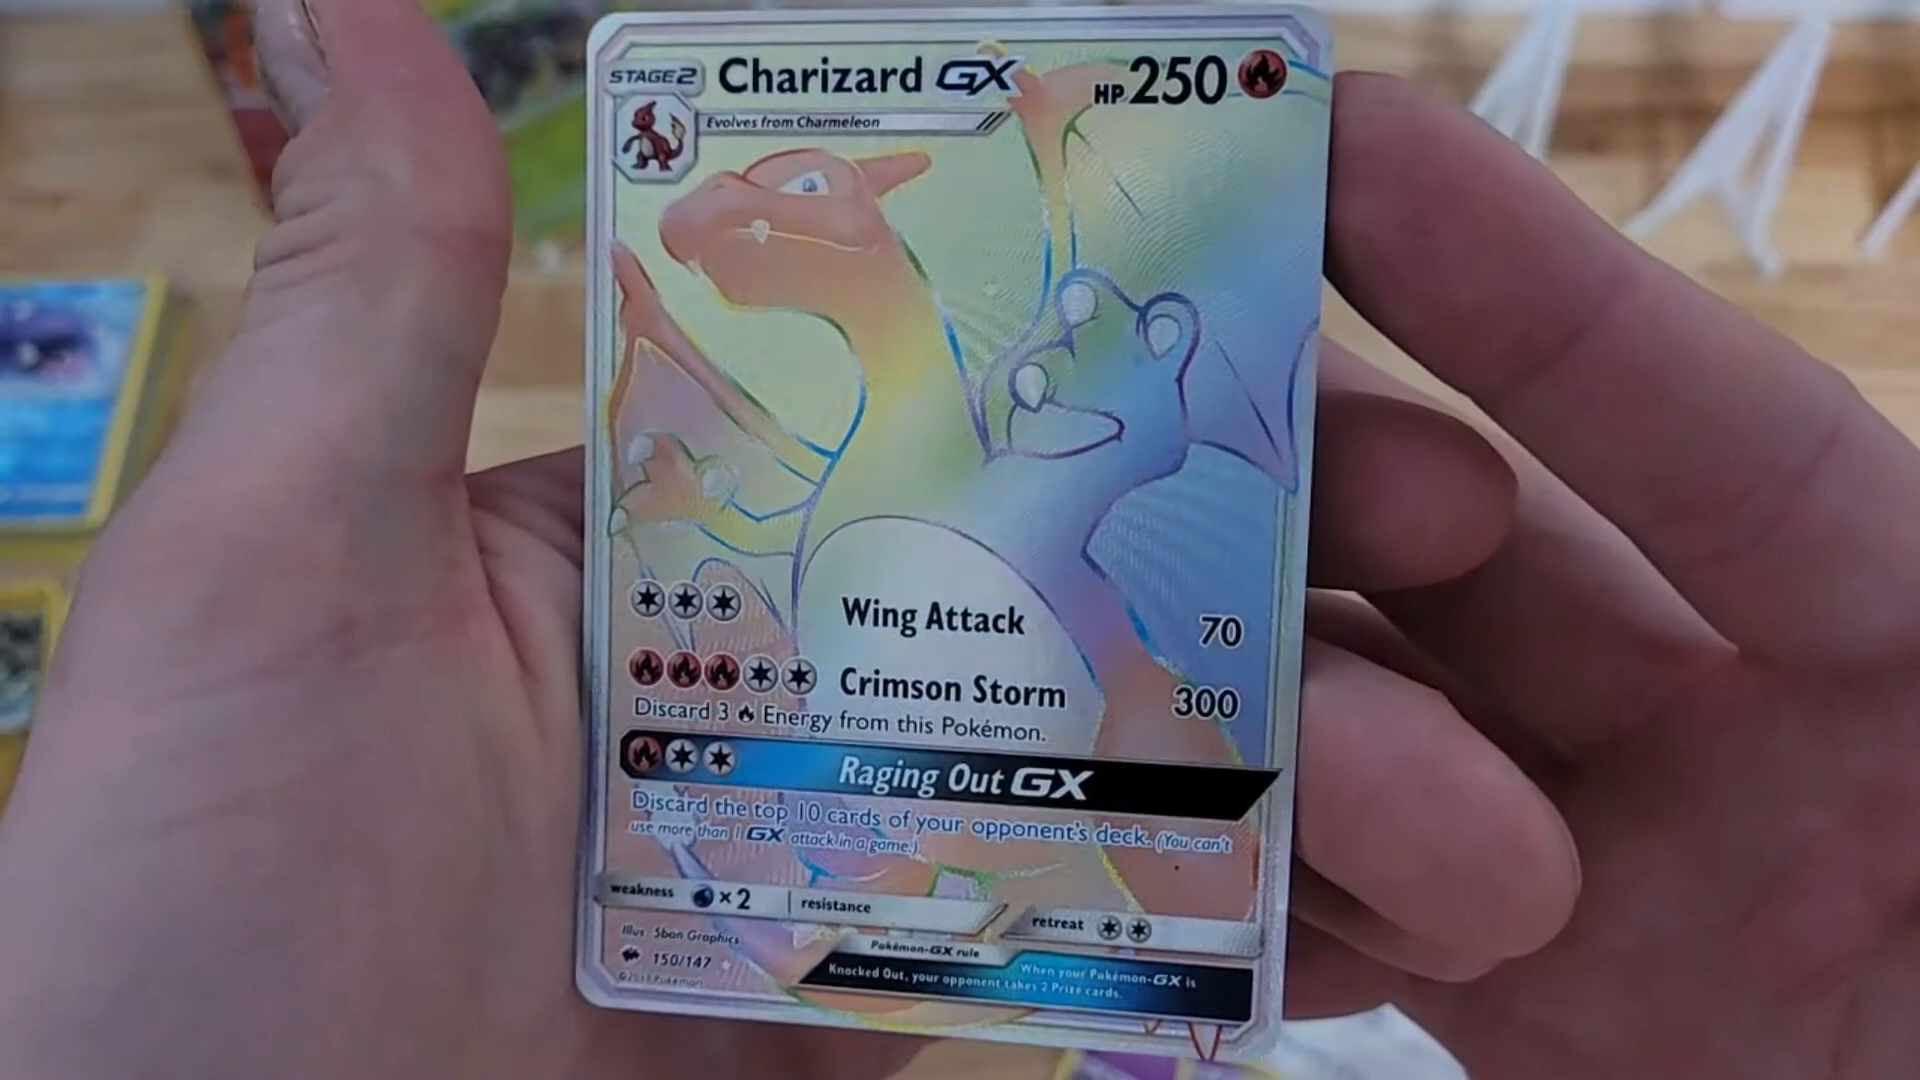 STAGE2 Charizard GX HP250
Evolves from Charmeleon
Wing Attack 70
Crimson Storm 300
Discard 3 Energy from this Pokémon.
Raging Out GX
Discard the top 10 cards of your opponent's deck. (You can't
use more than 1 GX attack in a game.)
weakness ×2 resistance retreat
Illus. 5ban Graphics
150/147
Pokémon-GX rule
When your Pokémon-GX is
Knocked Out, your opponent takes 2 Prize cards.
©2017 Pokémon